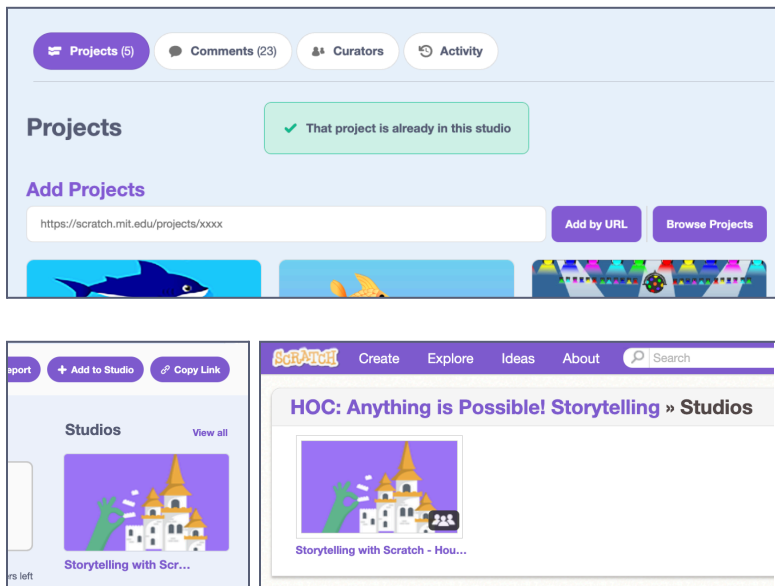 Projects (5)
Comments (23)
Curators
Activity
Projects
That project is already in this studio
Add Projects
https://scratch.mit.edu/projects/xxxx
Add by URL
Browse Projects
eport
+ Add to Studio
Copy Link
Studios
View all
Storytelling with Scr...
rs left
SCRATCH
Create
Explore
Ideas
About
Search
HOC: Anything is Possible! Storytelling » Studios
Storytelling with Scratch - Hou...